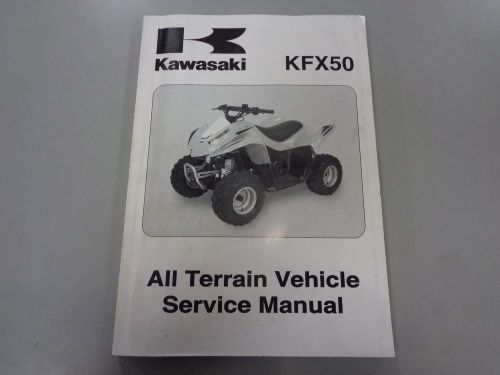 Kawasaki KFX50
All Terrain Vehicle
Service Manual